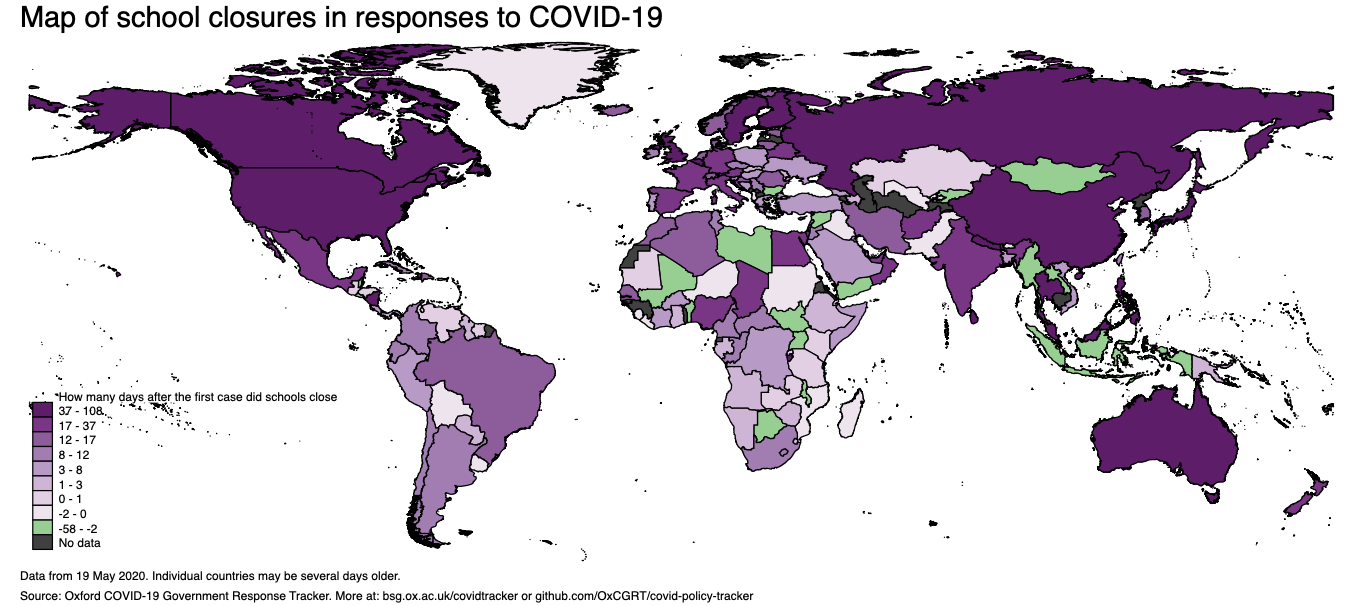 Map of school closures in responses to COVID-19
*How many days after the first case did schools close
37 - 108
17 - 37
12 - 17
8 - 12
3 - 8
1 - 3
0 - 1
-2 - 0
-58 - -2
No data
Data from 19 May 2020. Individual countries may be several days older.
Source: Oxford COVID-19 Government Response Tracker. More at: bsg.ox.ac.uk/covidtracker or github.com/OxCGRT/covid-policy-tracker